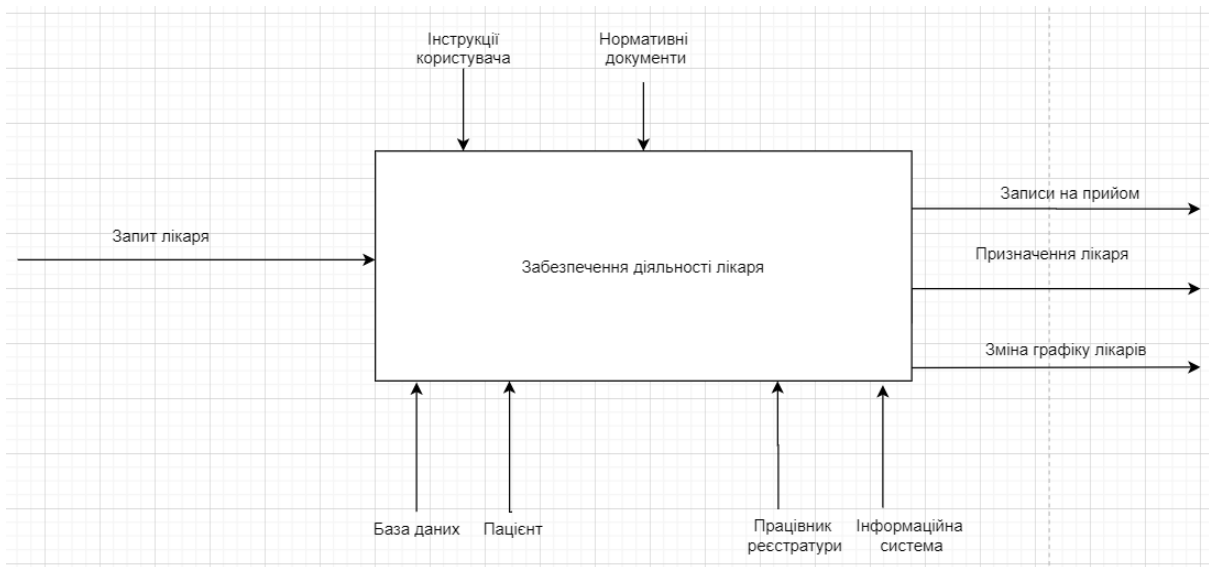 Інструкції
користувача
Нормативні
документи
Записи на прийом
Запит лікаря
Призначення лікаря
Забезпечення діяльності лікаря
Зміна графіку лікарів
База даних
Пацієнт
Працівник
реєстратури
Інформаційна
система